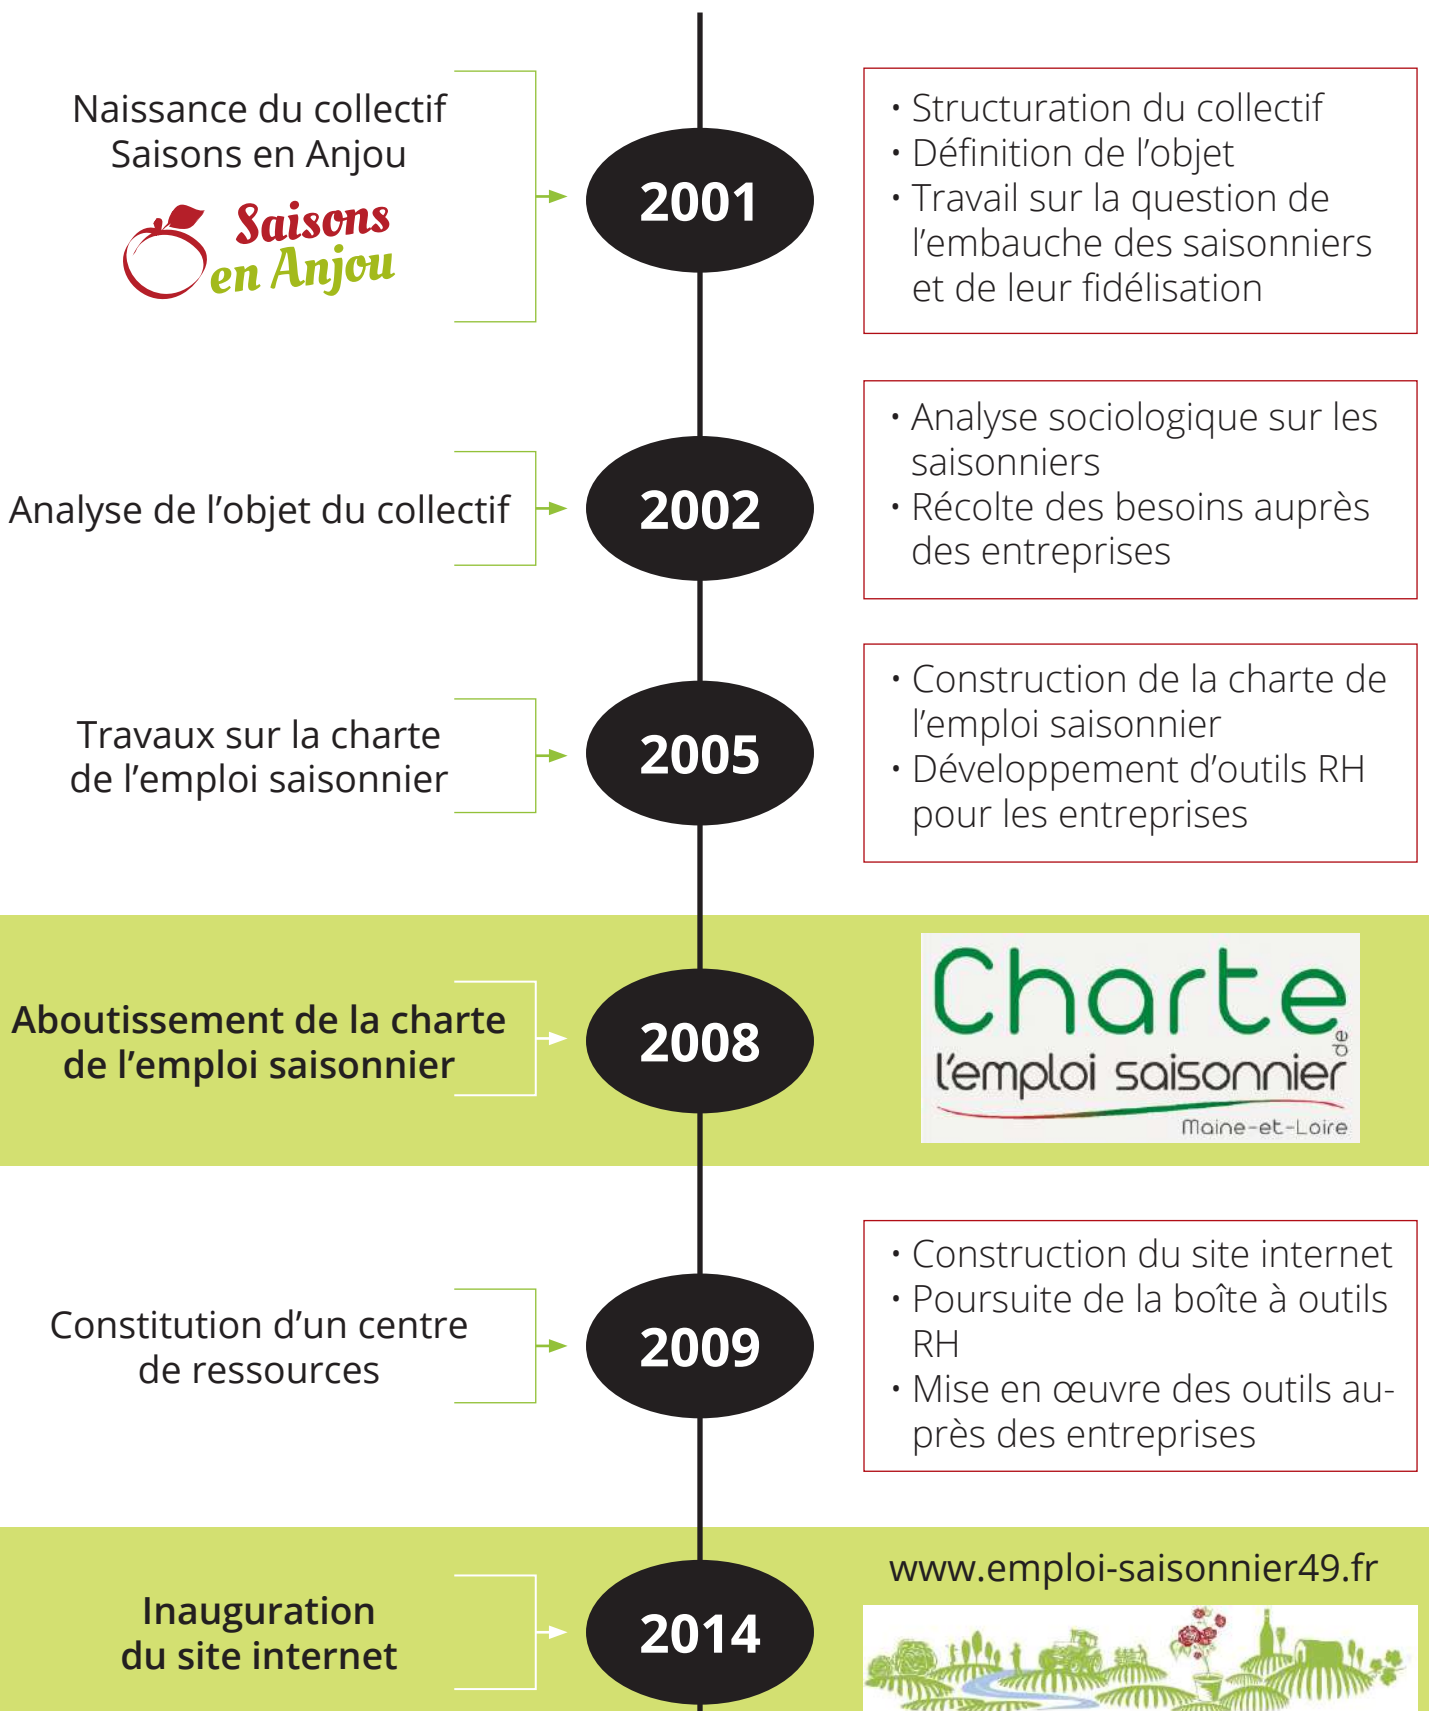 Naissance du collectif
Saisons en Anjou
Saisons
en Anjou
2001
• Structuration du collectif
• Définition de l’objet
• Travail sur la question de
l’embauche des saisonniers
et de leur fidélisation
Analyse de l’objet du collectif
2002
• Analyse sociologique sur les
saisonniers
• Récolte des besoins auprès
des entreprises
Travaux sur la charte
de l’emploi saisonnier
2005
• Construction de la charte de
l’emploi saisonnier
• Développement d’outils RH
pour les entreprises
Aboutissement de la charte
de l’emploi saisonnier
2008
Charte
de
l’emploi saisonnier
Maine-et-Loire
Constitution d’un centre
de ressources
2009
• Construction du site internet
• Poursuite de la boîte à outils
RH
• Mise en œuvre des outils au-
près des entreprises
Inauguration
du site internet
2014
www.emploi-saisonnier49.fr